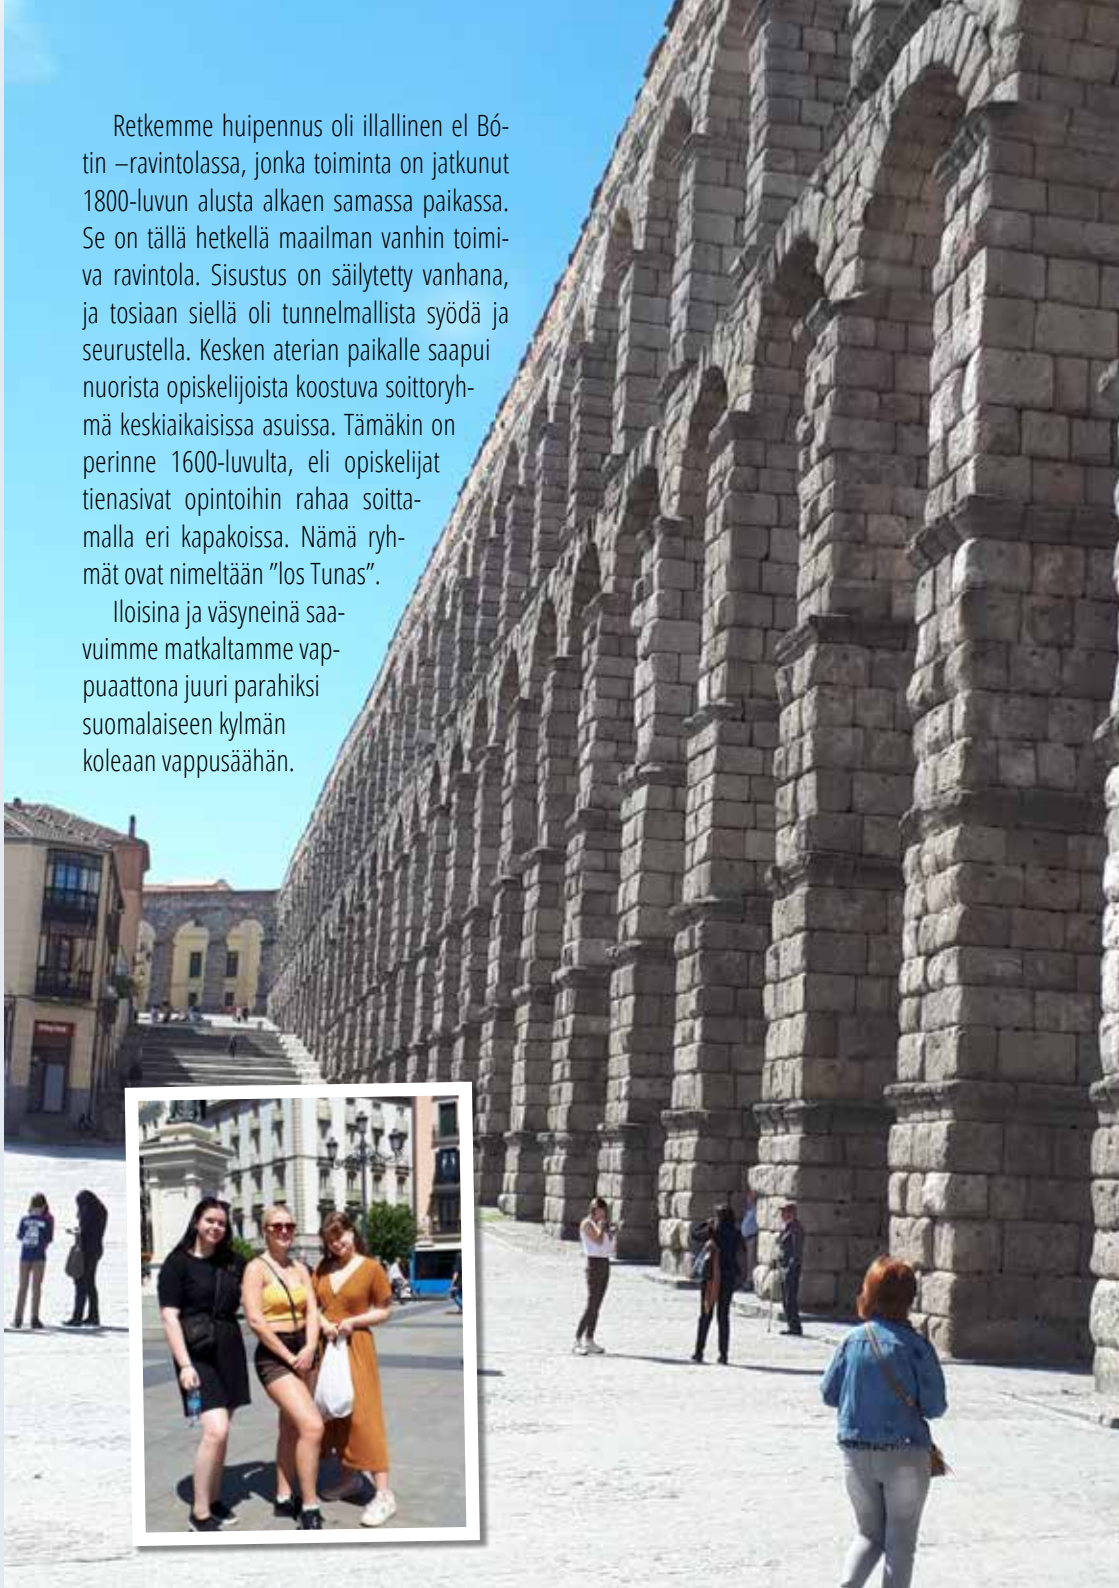 Retkemme huipennus oli illallinen el Bó-
tin –ravintolassa, jonka toiminta on jatkunut
1800-luvun alusta alkaen samassa paikassa.
Se on tällä hetkellä maailman vanhin toimi-
va ravintola. Sisustus on säilytetty vanhana,
ja tosiaan siellä oli tunnelmallista syödä ja
seurustella. Kesken aterian paikalle saapui
nuorista opiskelijoista koostuva soittoryh-
mä keskiaikaisissa asuissa. Tämäkin on
perinne 1600-luvulta, eli opiskelijat
tienasivat opintoihin rahaa soitta-
malla eri kapakoissa. Nämä ryh-
mät ovat nimeltään ”los Tunas”.
Iloisina ja väsyneinä saa-
vuimme matkaltamme vap-
puaattona juuri parahiksi
suomalaiseen kylmän
koleaan vappusäähän.